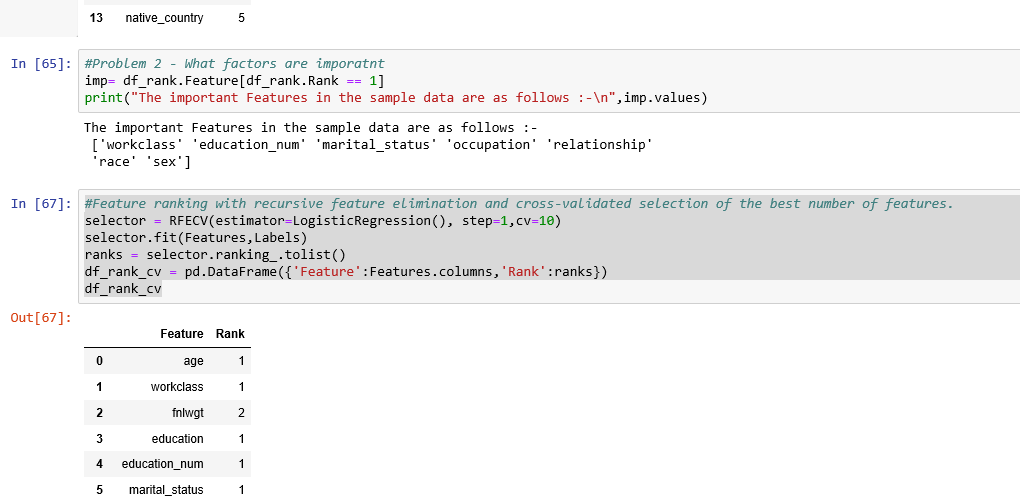 13 native_country 5
In [65]: #Problem 2 - What factors are imporatnt
imp= df_rank.Feature[df_rank.Rank == 1]
print("The important Features in the sample data are as follows :-\n",imp.values)
The important Features in the sample data are as follows :-
['workclass' 'education_num' 'marital_status' 'occupation' 'relationship'
'race' 'sex']
In [67]: #Feature ranking with recursive feature elimination and cross-validated selection of the best number of features.
selector = RFECV(estimator=LogisticRegression(), step=1,cv=10)
selector.fit(Features,Labels)
ranks = selector.ranking_.tolist()
df_rank_cv = pd.DataFrame({'Feature':Features.columns,'Rank':ranks})
df_rank_cv
Out[67]:
Feature Rank
0 age 1
1 workclass 1
2 fnlwgt 2
3 education 1
4 education_num 1
5 marital_status 1